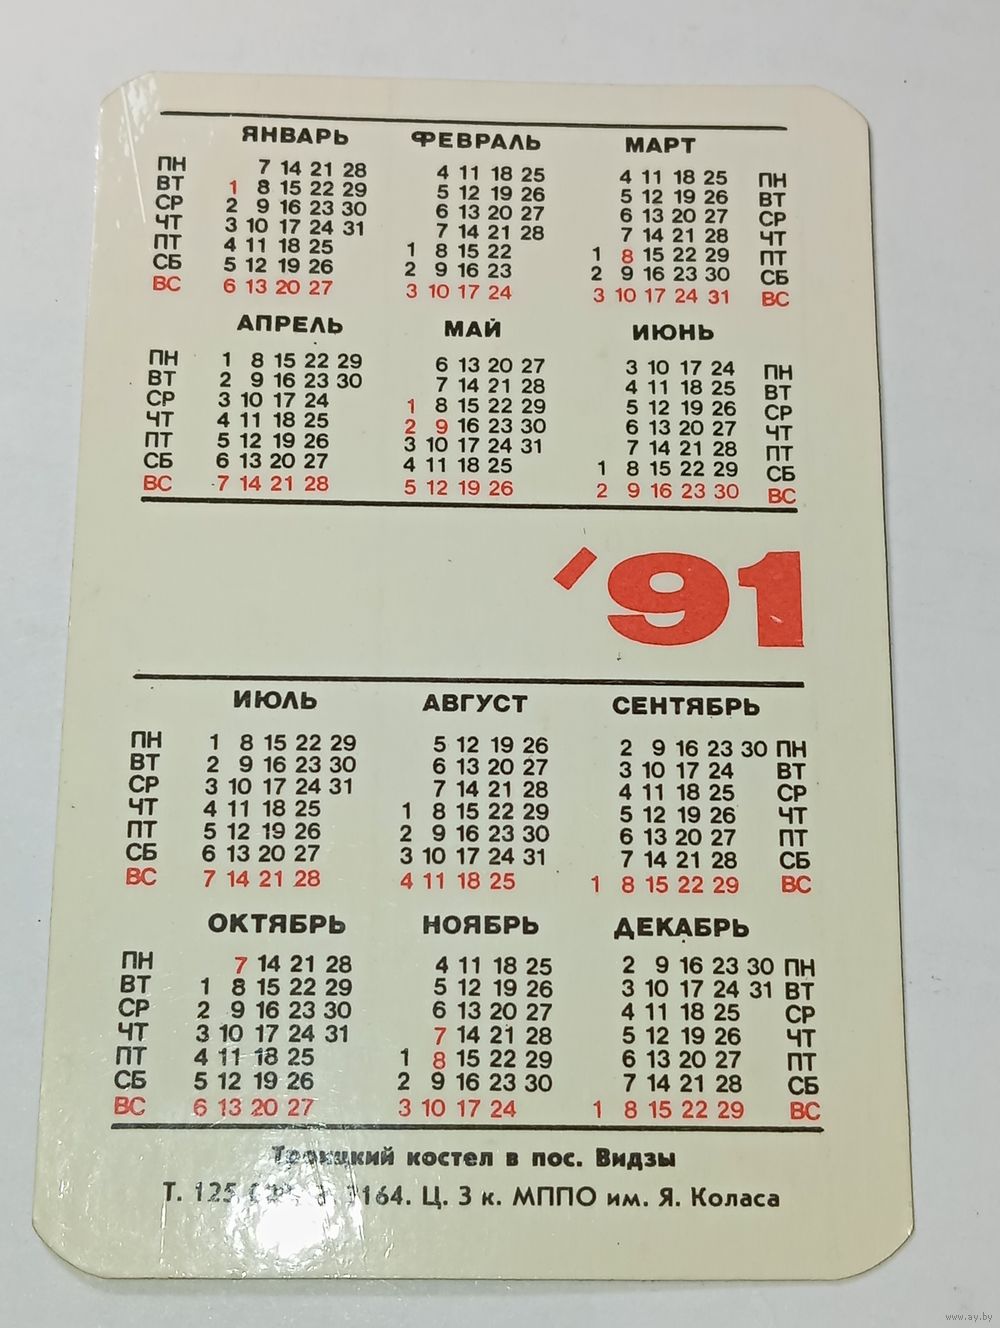 ЯНВАРЬ ФЕВРАЛЬ МАРТ
ПН 7 14 21 28 4 11 18 25 4 11 18 25 ПН
ВТ 1 8 15 22 29 5 12 19 26 5 12 19 26 ВТ
СР 2 9 16 23 30 6 13 20 27 6 13 20 27 СР
ЧТ 3 10 17 24 31 7 14 21 28 7 14 21 28 ЧТ
ПТ 4 11 18 25 1 8 15 22 1 8 15 22 29 ПТ
СБ 5 12 19 26 2 9 16 23 2 9 16 23 30 СБ
ВС 6 13 20 27 3 10 17 24 3 10 17 24 31 ВС
АПРЕЛЬ МАЙ ИЮНЬ
ПН 1 8 15 22 29 6 13 20 27 3 10 17 24 ПН
ВТ 2 9 16 23 30 7 14 21 28 4 11 18 25 ВТ
СР 3 10 17 24 1 8 15 22 29 5 12 19 26 СР
ЧТ 4 11 18 25 2 9 16 23 30 6 13 20 27 ЧТ
ПТ 5 12 19 26 3 10 17 24 31 7 14 21 28 ПТ
СБ 6 13 20 27 4 11 18 25 1 8 15 22 29 СБ
ВС 7 14 21 28 5 12 19 26 2 9 16 23 30 ВС
'91
ИЮЛЬ АВГУСТ СЕНТЯБРЬ
ПН 1 8 15 22 29 5 12 19 26 2 9 16 23 30 ПН
ВТ 2 9 16 23 30 6 13 20 27 3 10 17 24 ВТ
СР 3 10 17 24 31 7 14 21 28 4 11 18 25 СР
ЧТ 4 11 18 25 1 8 15 22 29 5 12 19 26 ЧТ
ПТ 5 12 19 26 2 9 16 23 30 6 13 20 27 ПТ
СБ 6 13 20 27 3 10 17 24 31 7 14 21 28 СБ
ВС 7 14 21 28 4 11 18 25 1 8 15 22 29 ВС
ОКТЯБРЬ НОЯБРЬ ДЕКАБРЬ
ПН 7 14 21 28 4 11 18 25 2 9 16 23 30 ПН
ВТ 1 8 15 22 29 5 12 19 26 3 10 17 24 31 ВТ
СР 2 9 16 23 30 6 13 20 27 4 11 18 25 СР
ЧТ 3 10 17 24 31 7 14 21 28 5 12 19 26 ЧТ
ПТ 4 11 18 25 1 8 15 22 29 6 13 20 27 ПТ
СБ 5 12 19 26 2 9 16 23 30 7 14 21 28 СБ
ВС 6 13 20 27 3 10 17 24 1 8 15 22 29 ВС
Троицкий костел в пос. Видзы
Т. Ц. 3 к. МППО им. Я. Коласа
www.ay.by